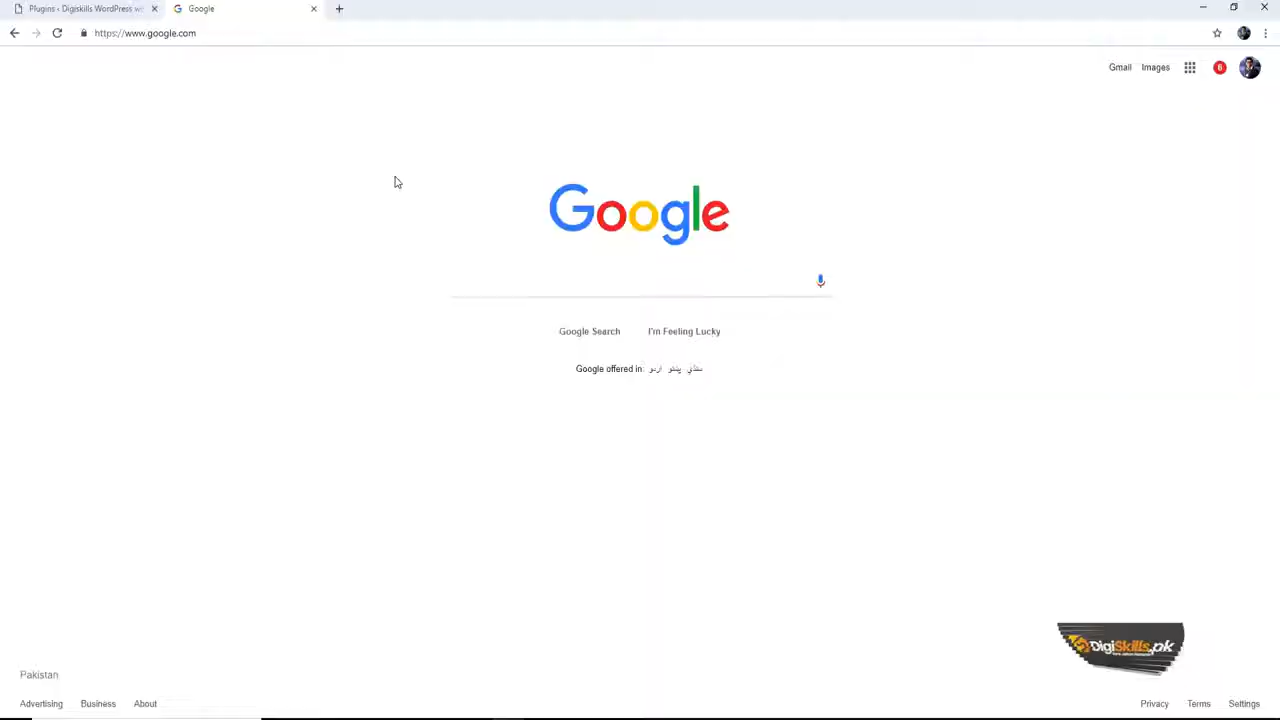 Plugins ‹ Digiskills WordPress we
Google
https://www.google.com
Gmail Images 6
Google
Google Search I'm Feeling Lucky
Google offered in: اردو پښتو سنڌي
DigiSkills.pk
Pakistan
Advertising Business About
Privacy Terms Settings